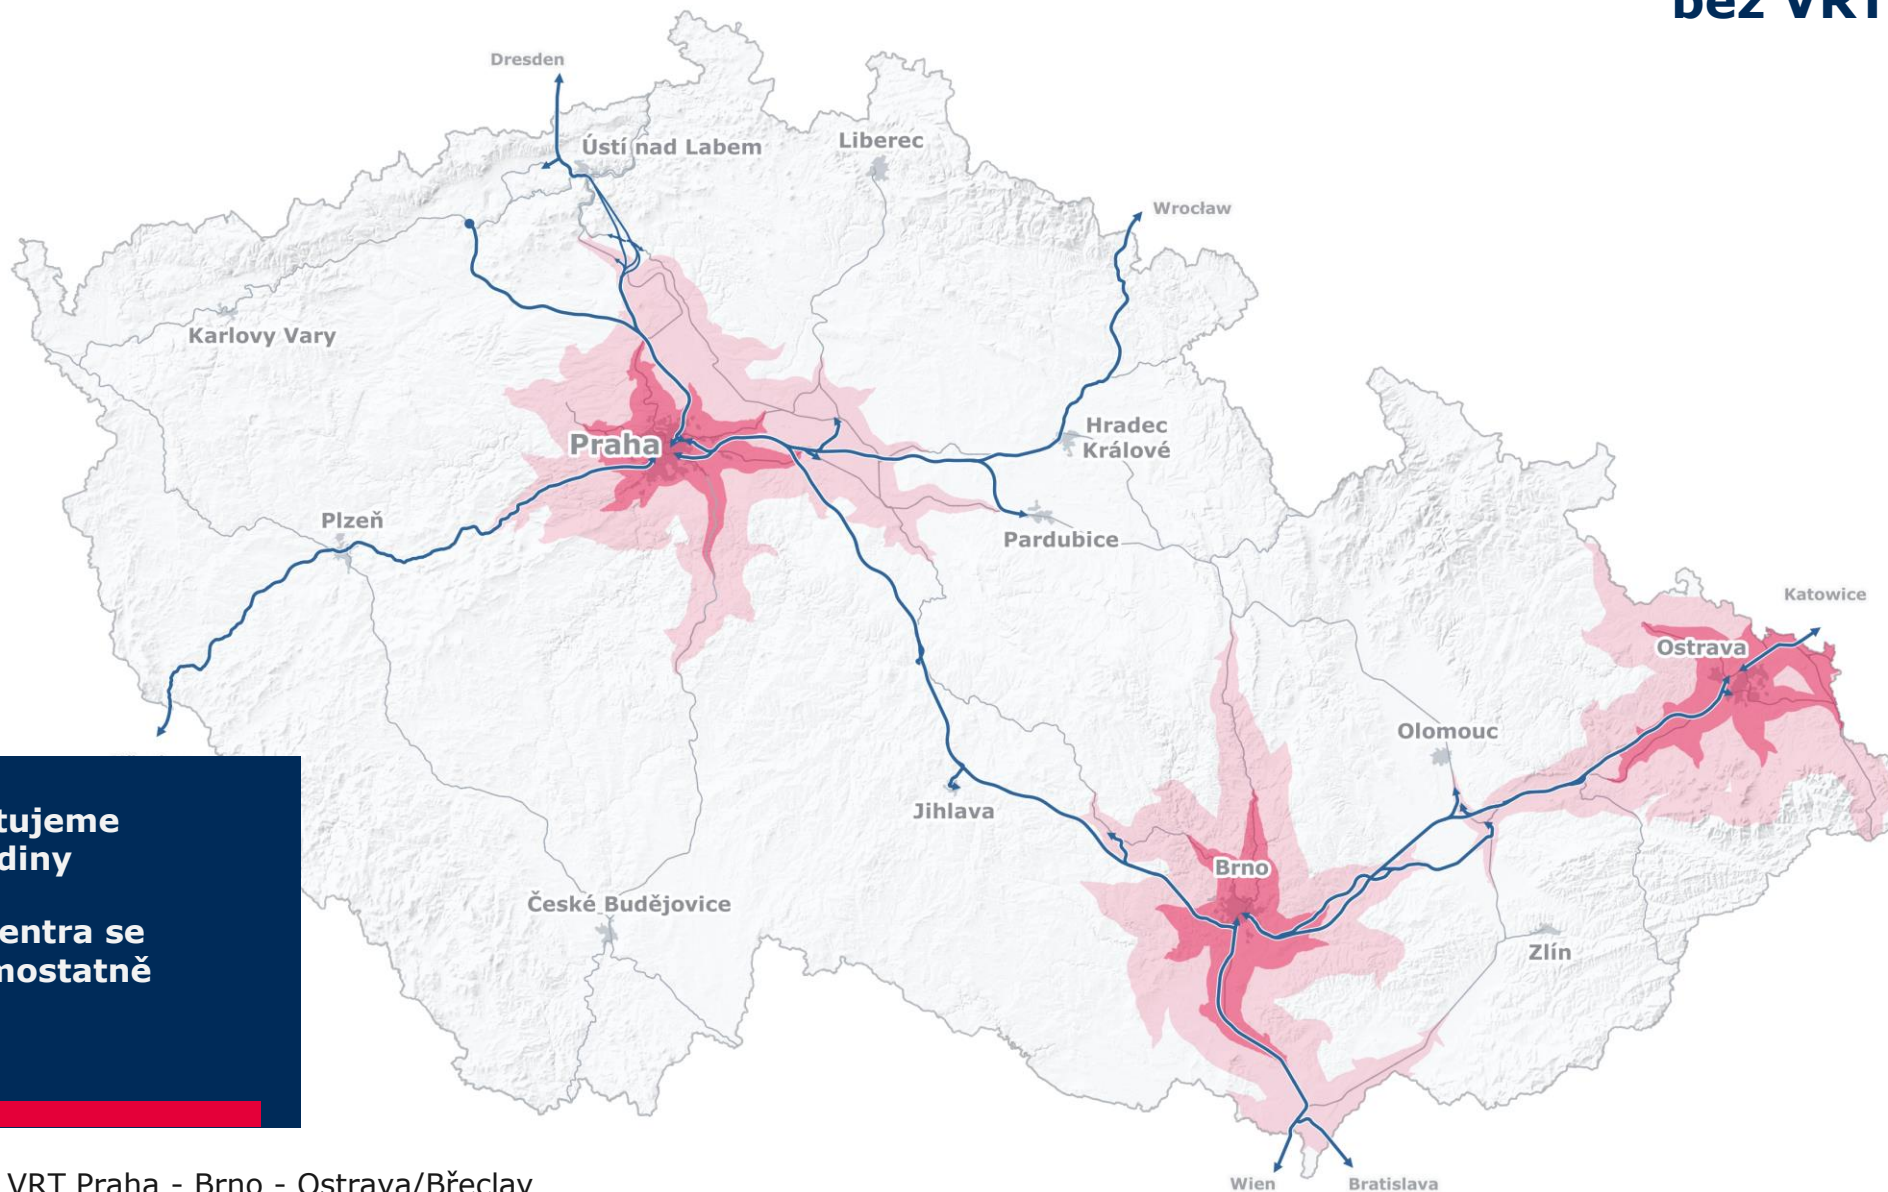 bez VRT
Dresden
Ústí nad Labem
Liberec
Wrocław
Karlovy Vary
Praha
Hradec
Králové
Plzeň
Pardubice
Katowice
Ostrava
Olomouc
Jihlava
Brno
České Budějovice
Zlín
tujeme
diny
entra se
mostatně
Wien
Bratislava
VRT Praha - Brno - Ostrava/Břeclav